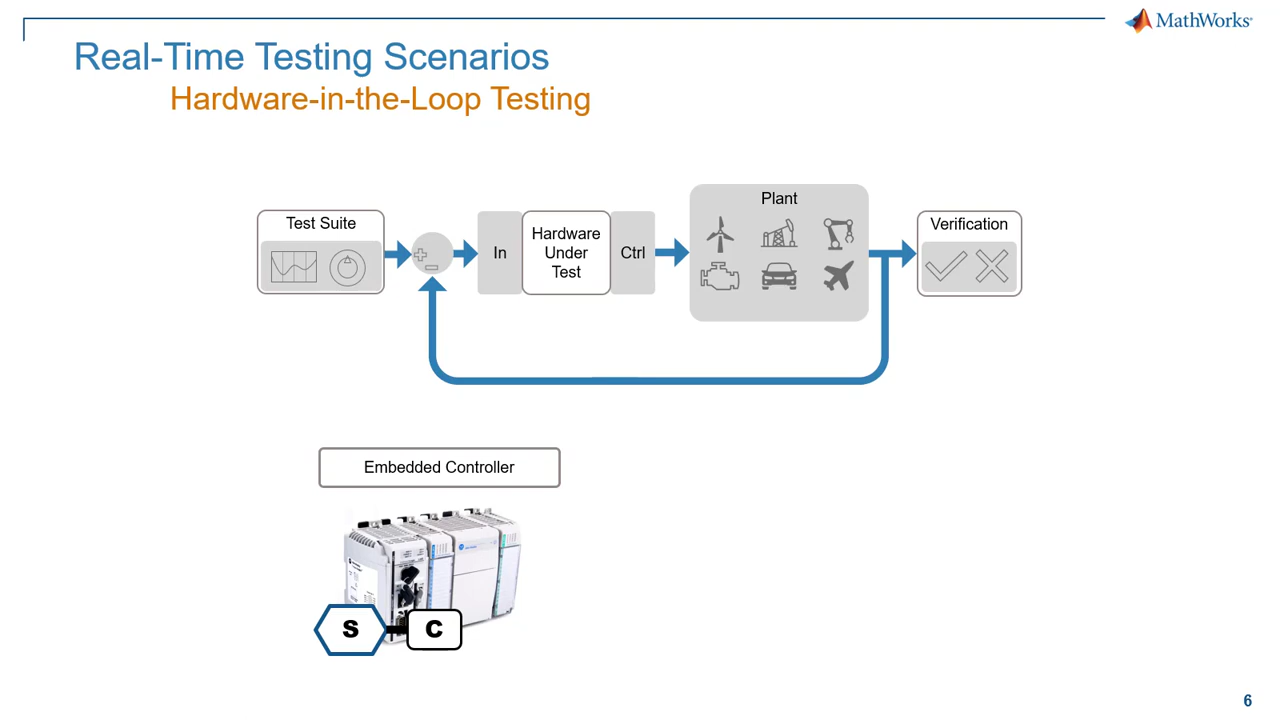 MathWorks®
Real-Time Testing Scenarios
Hardware-in-the-Loop Testing
Test Suite
In
Hardware
Under
Test
Ctrl
Plant
Verification
Embedded Controller
S
C
6